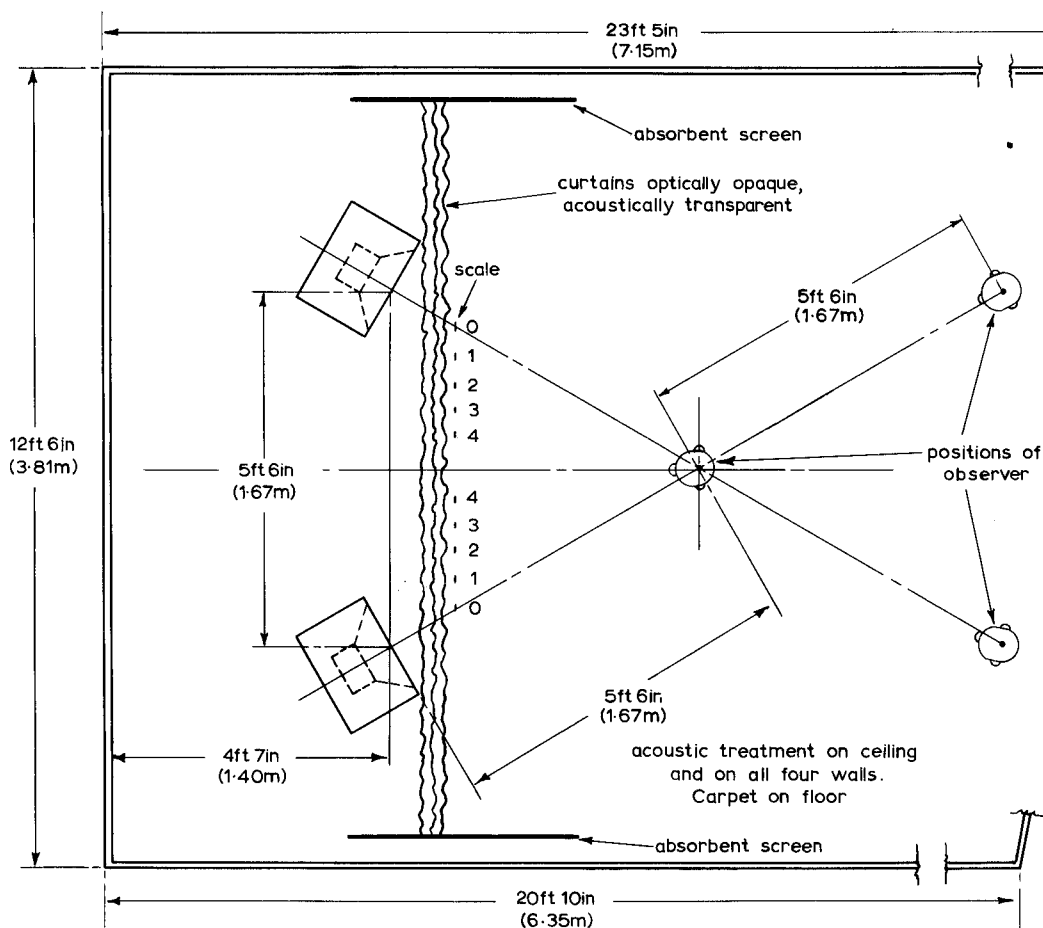 23ft 5in
(7·15m)
absorbent screen
curtains optically opaque,
acoustically transparent
scale
0
1
2
3
4
5ft 6in
(1·67m)
12ft 6in
(3·81m)
5ft 6in
(1·67m)
positions of
observer
4
3
2
1
0
5ft 6in
(1·67m)
4ft 7in
(1·40m)
acoustic treatment on ceiling
and on all four walls.
Carpet on floor
absorbent screen
20ft 10in
(6·35m)